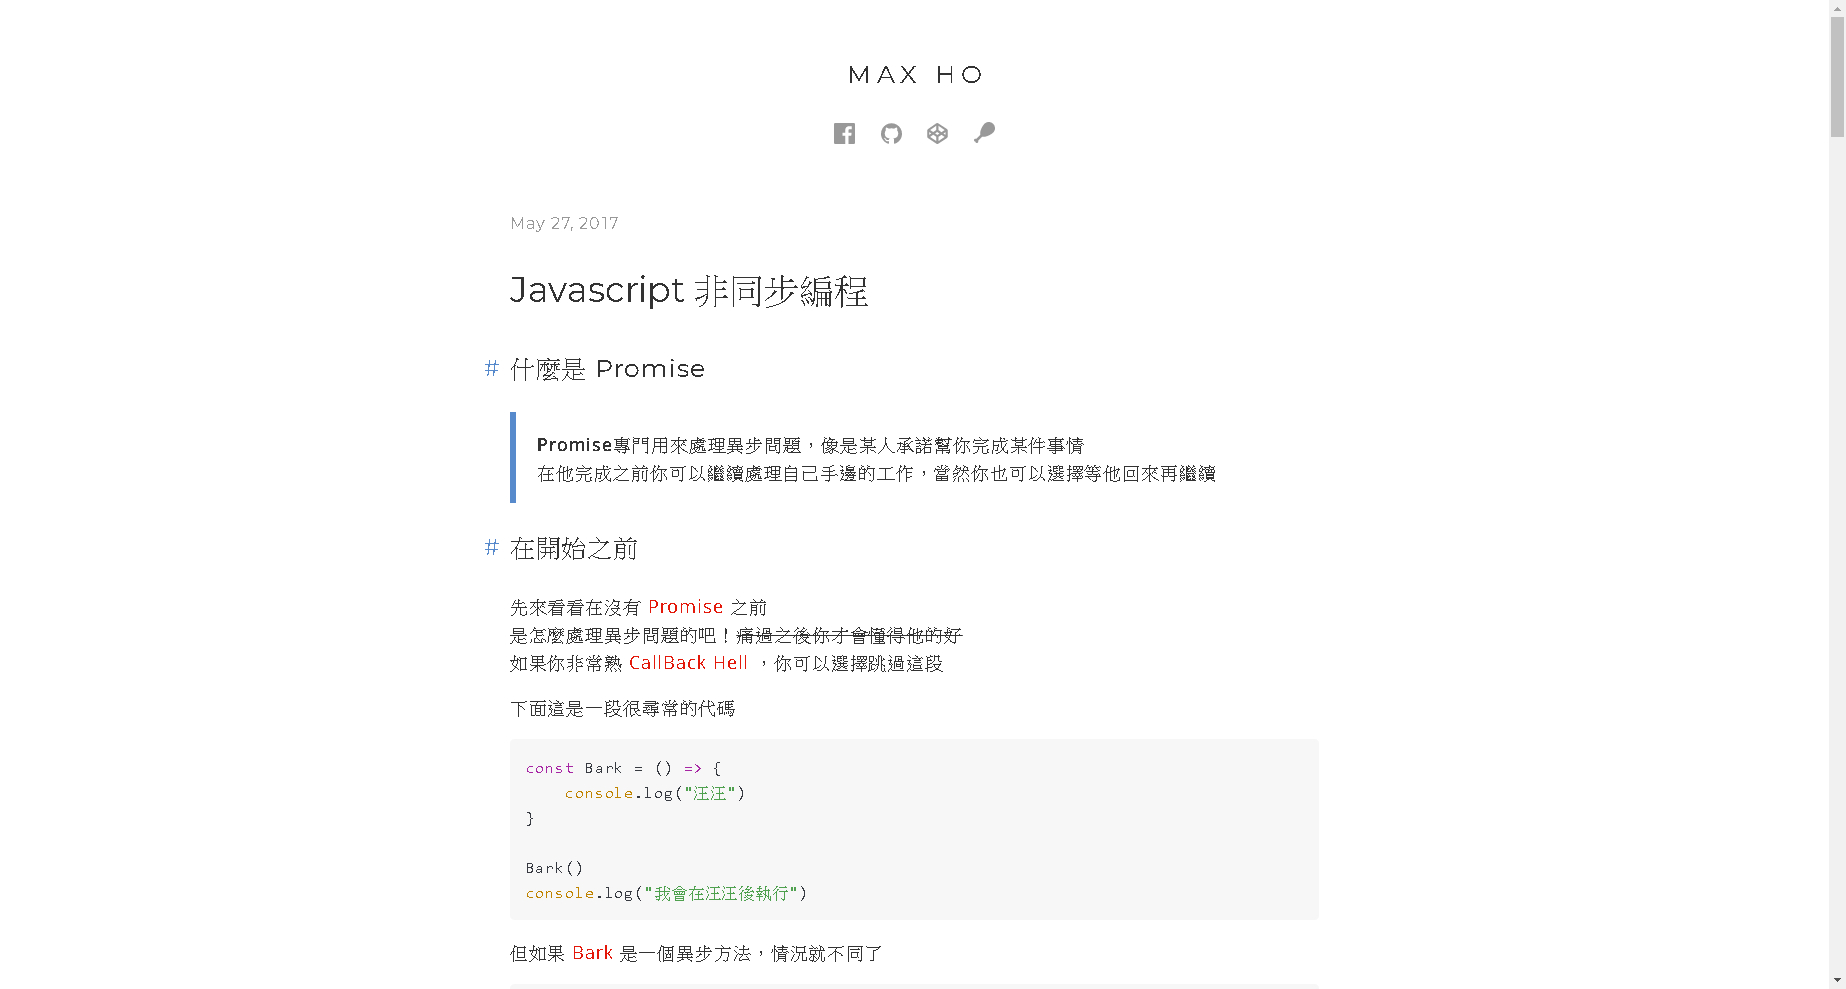 MAX HO
May 27, 2017
Javascript 非同步編程
# 什麼是 Promise
Promise專門用來處理異步問題，像是某人承諾幫你完成某件事情
在他完成之前你可以繼續處理自己手邊的工作，當然你也可以選擇等他回來再繼續
# 在開始之前
先來看看在沒有 Promise 之前
是怎麼處理異步問題的吧！痛過之後你才會懂得他的好
如果你非常熟 CallBack Hell ，你可以選擇跳過這段
下面這是一段很尋常的代碼
const Bark = () => {
    console.log("汪汪")
}
Bark()
console.log("我會在汪汪後執行")
但如果 Bark 是一個異步方法，情況就不同了